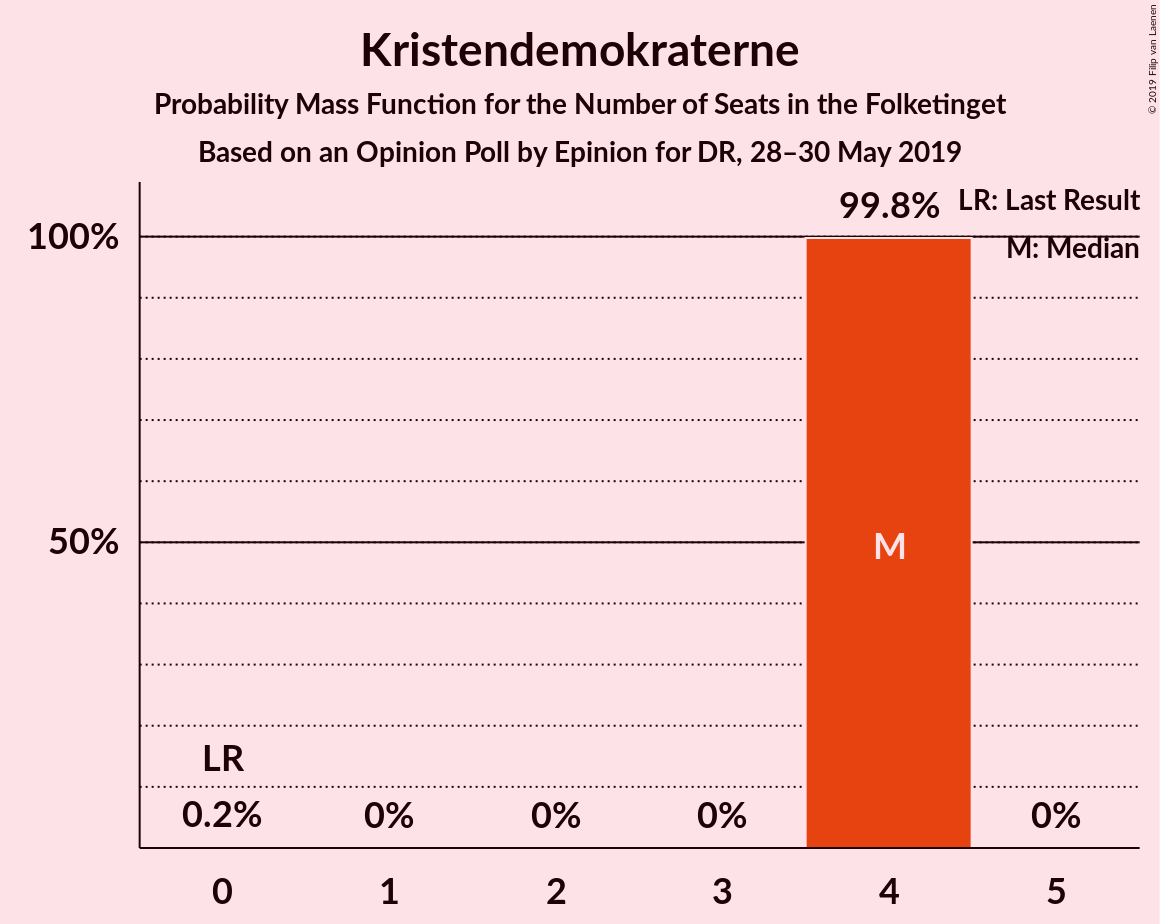 Kristendemokraterne
Probability Mass Function for the Number of Seats in the Folketinget
Based on an Opinion Poll by Epinion for DR, 28–30 May 2019
© 2019 Filip van Laenen
LR: Last Result
M: Median
99.8%
100%
50%
M
LR
0.2% 0% 0% 0% 0%
0 1 2 3 4 5